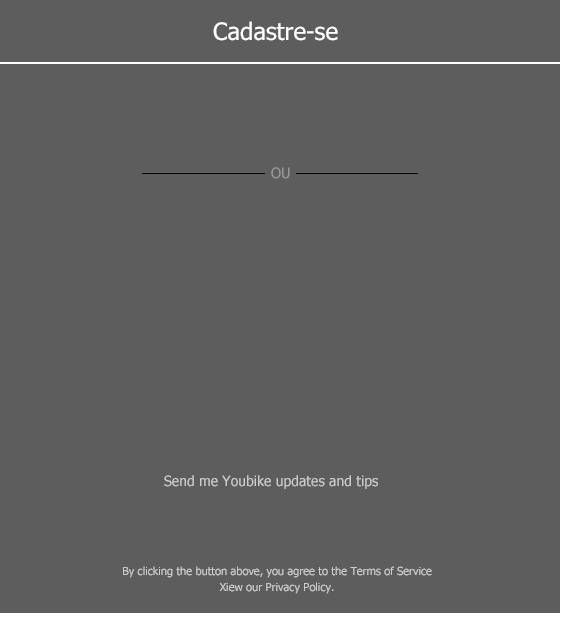 Cadastre-se
OU
Send me Youbike updates and tips
By clicking the button above, you agree to the Terms of Service
Xiew our Privacy Policy.